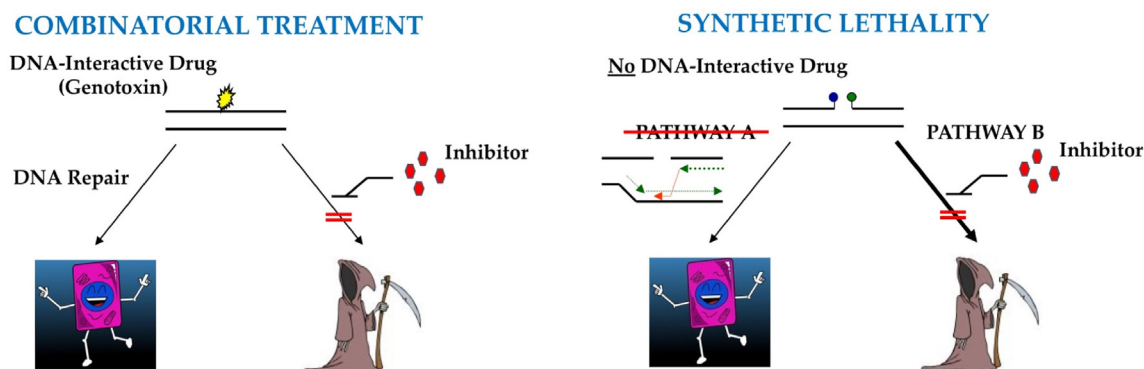 COMBINATORIAL TREATMENT
DNA-Interactive Drug
(Genotoxin)
DNA Repair
Inhibitor
SYNTHETIC LETHALITY
No DNA-Interactive Drug
PATHWAY A
PATHWAY B
Inhibitor